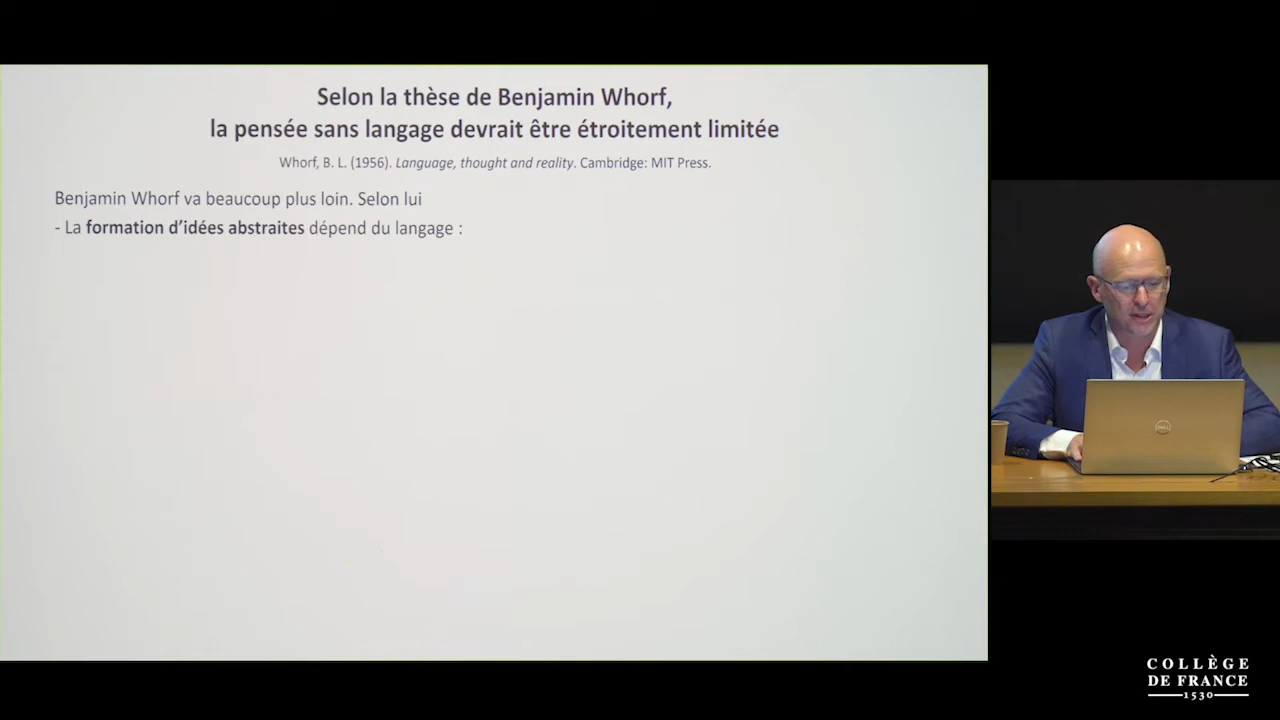 Selon la thèse de Benjamin Whorf,
la pensée sans langage devrait être étroitement limitée
Whorf, B. L. (1956). Language, thought and reality. Cambridge: MIT Press.
Benjamin Whorf va beaucoup plus loin. Selon lui
- La formation d’idées abstraites dépend du langage :
DELL
COLLÈGE
DE FRANCE
1530